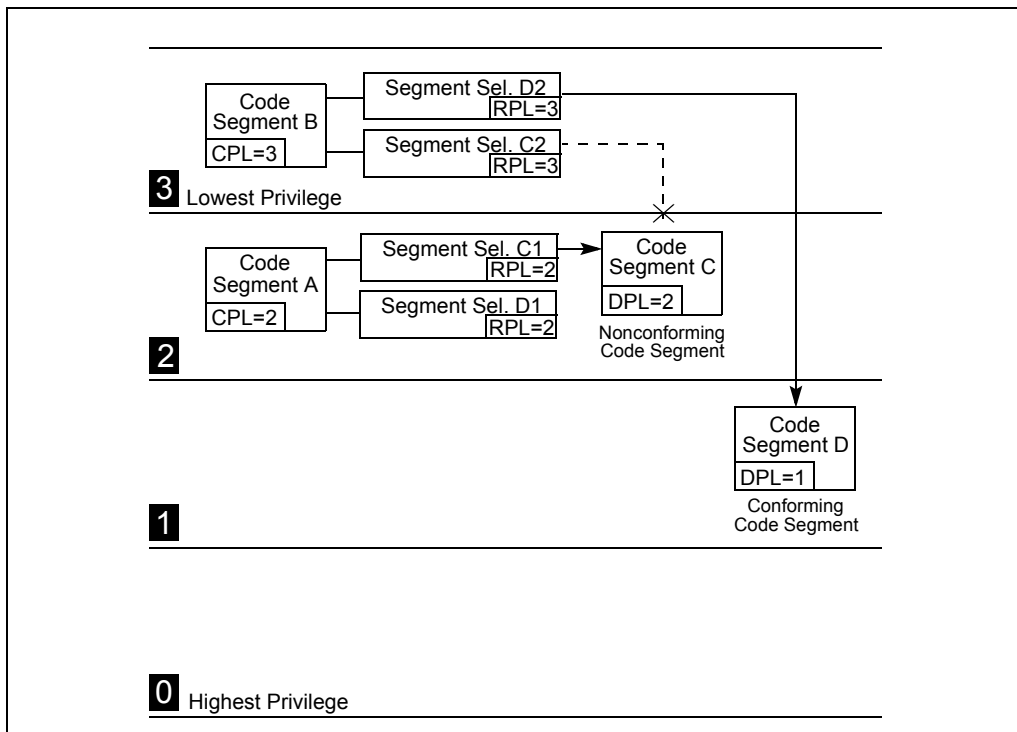 Code
Segment B
CPL=3
Segment Sel. D2
RPL=3
Segment Sel. C2
RPL=3
3 Lowest Privilege
Code
Segment A
CPL=2
Segment Sel. C1
RPL=2
Segment Sel. D1
RPL=2
Code
Segment C
DPL=2
Nonconforming
Code Segment
2
Code
Segment D
DPL=1
Conforming
Code Segment
1
0 Highest Privilege